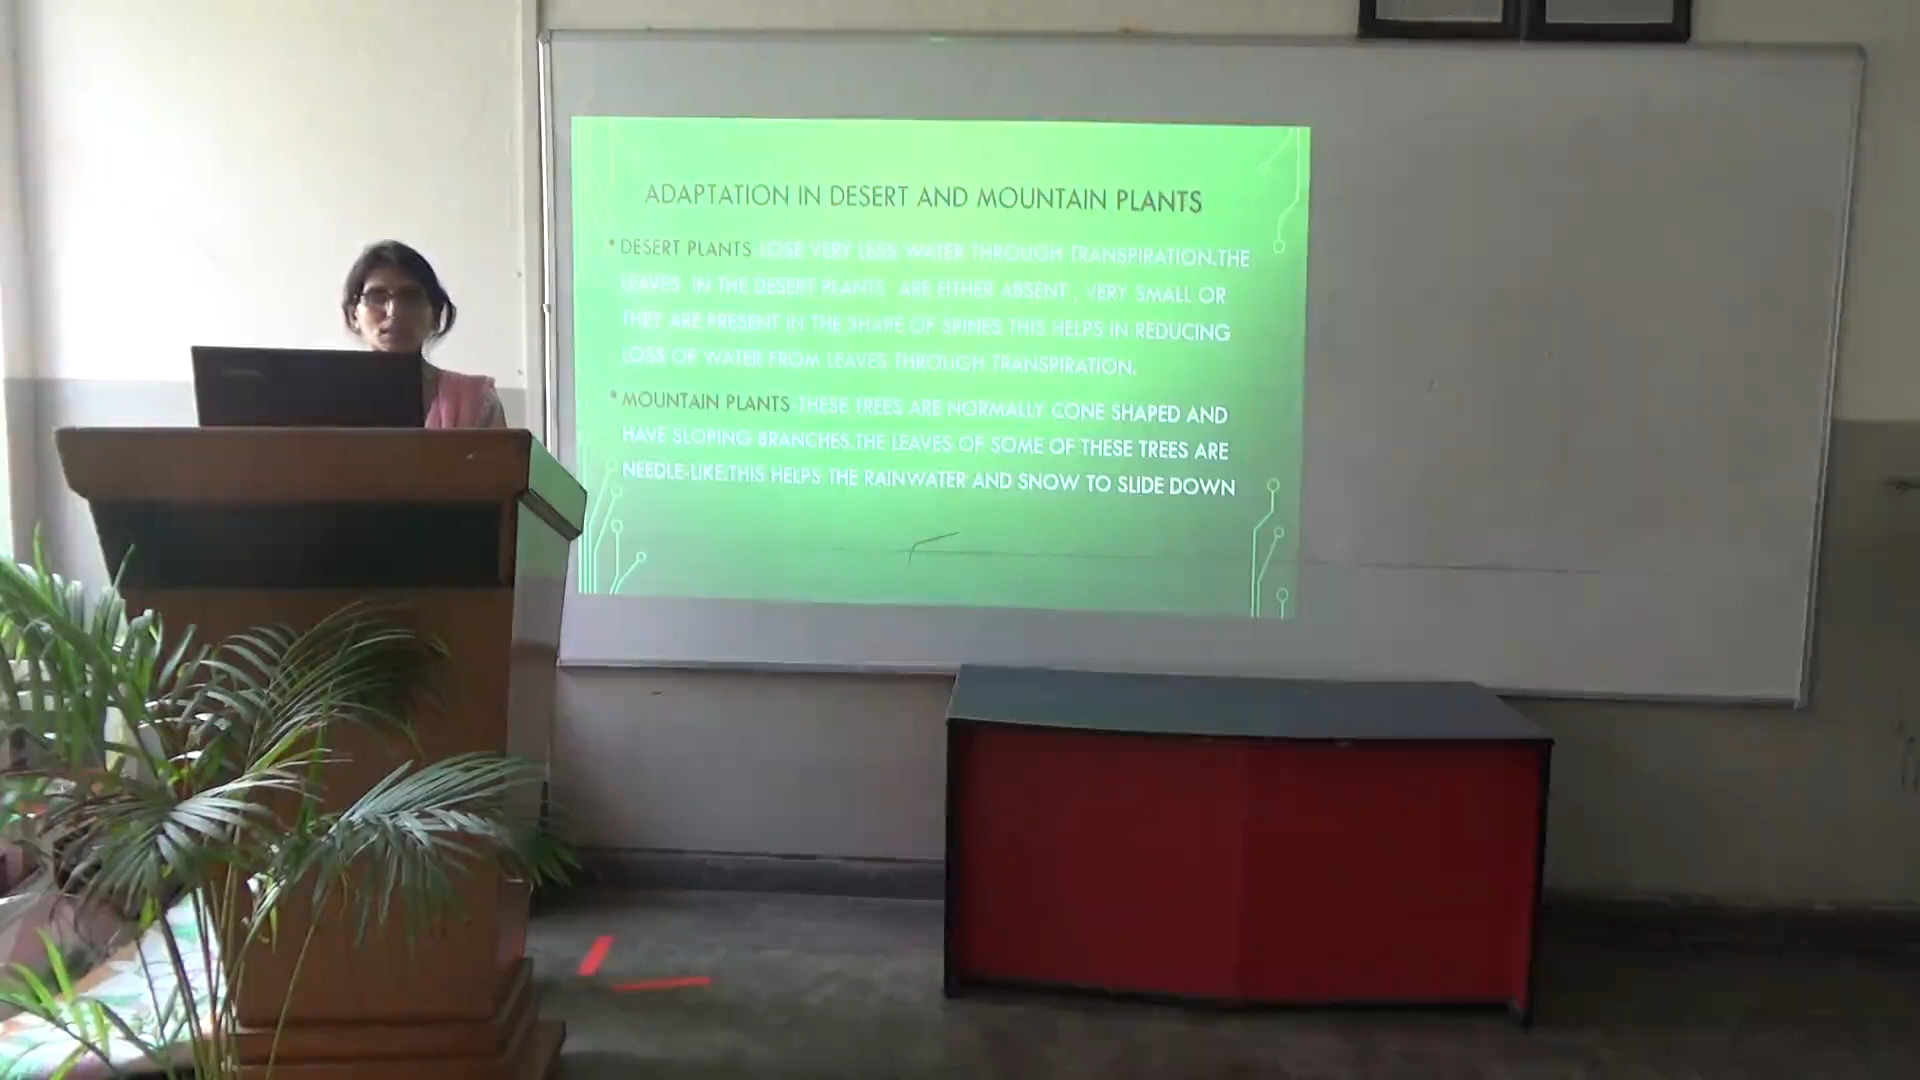 ADAPTATION IN DESERT AND MOUNTAIN PLANTS
• DESERT PLANTS LOSE VERY LESS WATER THROUGH TRANSPIRATION.THE
LEAVES IN THE DESERT PLANTS ARE EITHER ABSENT , VERY SMALL OR
THEY ARE PRESENT IN THE SHAPE OF SPINES THIS HELPS IN REDUCING
LOSS OF WATER FROM LEAVES THROUGH TRANSPIRATION.
• MOUNTAIN PLANTS THESE TREES ARE NORMALLY CONE SHAPED AND
HAVE SLOPING BRANCHES.THE LEAVES OF SOME OF THESE TREES ARE
NEEDLE-LIKE.THIS HELPS THE RAINWATER AND SNOW TO SLIDE DOWN